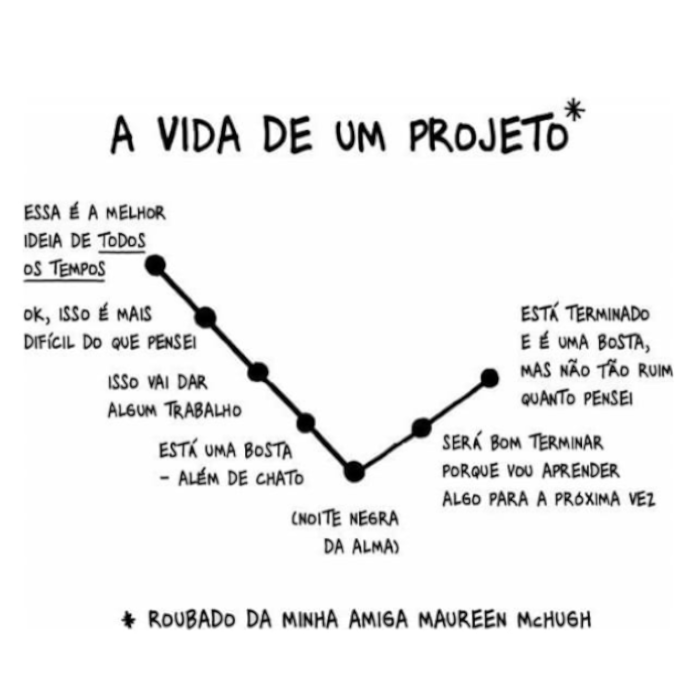 A VIDA DE UM PROJETO*
ESSA É A MELHOR
IDEIA DE TODOS
OS TEMPOS
OK, ISSO É MAIS
DIFÍCIL DO QUE PENSEI
ISSO VAI DAR
ALGUM TRABALHO
ESTÁ UMA BOSTA
- ALÉM DE CHATO
(NOITE NEGRA
DA ALMA)
SERÁ BOM TERMINAR
PORQUE VOU APRENDER
ALGO PARA A PRÓXIMA VEZ
ESTÁ TERMINADO
E É UMA BOSTA,
MAS NÃO TÃO RUIM
QUANTO PENSEI
* ROUBADO DA MINHA AMIGA MAUREEN McHUGH